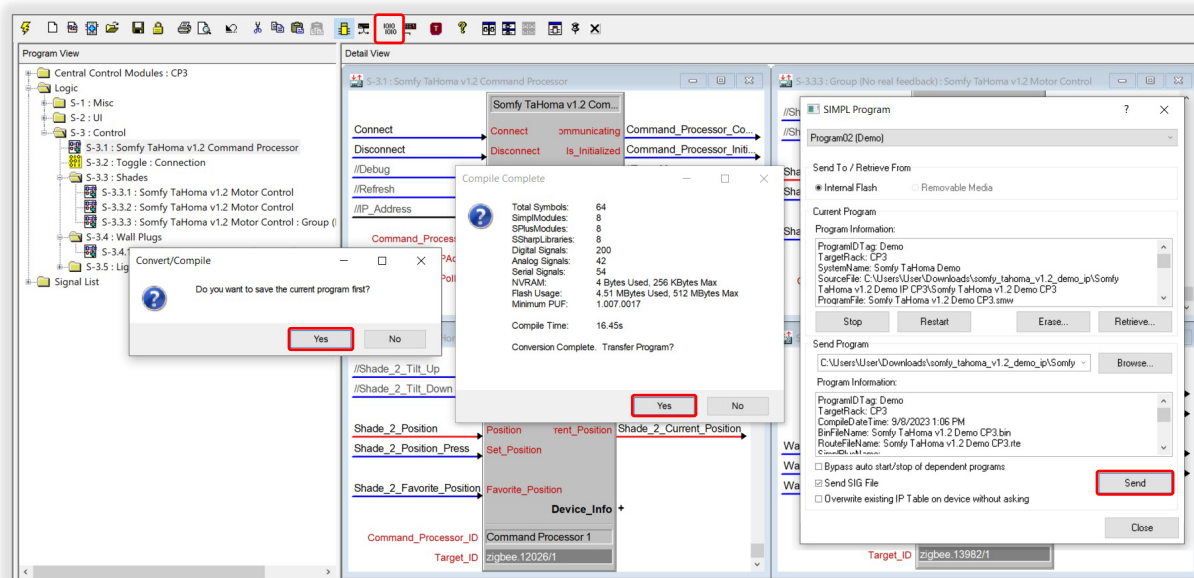 Program View
Central Control Modules : CP3
Logic
S-1 : Misc
S-2 : UI
S-3 : Control
S-3.1 : Somfy TaHoma v1.2 Command Processor
S-3.2 : Toggle : Connection
S-3.3 : Shades
S-3.3.1 : Somfy TaHoma v1.2 Motor Control
S-3.3.2 : Somfy TaHoma v1.2 Motor Control
S-3.3.3 : Somfy TaHoma v1.2 Motor Control : Group (
S-3.4 : Wall Plugs
S-3.4.
S-3.5 : Lig
Signal List
Convert/Compile
Do you want to save the current program first?
Yes
No
Detail View
S-3.1 : Somfy TaHoma v1.2 Command Processor
Somfy TaHoma v1.2 Com...
Connect
Connect
ommunicating
Command_Processor_Co...
Disconnect
Disconnect
Is_Initialized
Command_Processor_Initi...
//Debug
//Refresh
//IP_Address
Command_Process
Compile Complete
Total Symbols: 64
SimplModules: 8
SPlusModules: 8
SSharpLibraries: 8
Digital Signals: 200
Analog Signals: 42
Serial Signals: 54
NVRAM: 4 Bytes Used, 256 KBytes Max
Flash Usage: 4.51 MBytes Used, 512 MBytes Max
Minimum PUF: 1.007.0017
Compile Time: 16.45s
Conversion Complete. Transfer Program?
Yes
No
//Shade_2_Tilt_Up
//Shade_2_Tilt_Down
Shade_2_Position
Position
rent_Position
Shade_2_Current_Position
Shade_2_Position_Press
Set_Position
Shade_2_Favorite_Position
Favorite_Position
Device_Info +
Command_Processor_ID
Command Processor 1
Target_ID
zigbee.12026/1
S-3.3.3 : Group (No real feedback) : Somfy TaHoma v1.2 Motor Control
//Sh
//Sh
Sha
Sha
Sha
Wa
Wa
Wa
Target_ID
zigbee.13982/1
SIMPL Program
Program02 (Demo)
Send To / Retrieve From
Internal Flash
Removable Media
Current Program
Program Information:
ProgramIDTag: Demo
TargetRack: CP3
SystemName: Somfy TaHoma Demo
SourceFile: C:\Users\User\Downloads\somfy_tahoma_v1.2_demo_ip\Somfy
TaHoma v1.2 Demo IP CP3\Somfy TaHoma v1.2 Demo CP3
ProgramFile: Somfy TaHoma v1.2 Demo CP3.smw
Stop
Restart
Erase...
Retrieve...
Send Program
C:\Users\User\Downloads\somfy_tahoma_v1.2_demo_ip\Somfy
Browse...
Program Information:
ProgramIDTag: Demo
TargetRack: CP3
CompileDateTime: 9/8/2023 1:06 PM
BinFileName: Somfy TaHoma v1.2 Demo CP3.bin
RouteFileName: Somfy TaHoma v1.2 Demo CP3.rte
Bypass auto start/stop of dependent programs
Send SIG File
Send
Overwrite existing IP Table on device without asking
Close